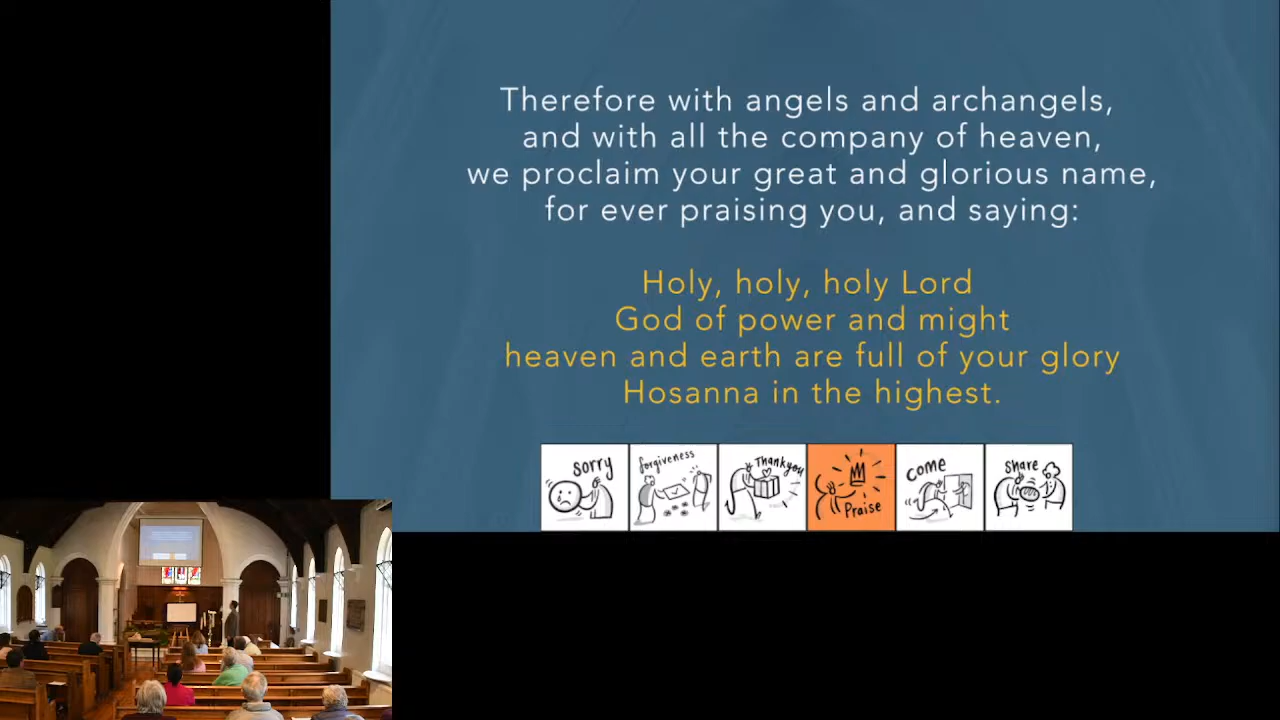 Therefore with angels and archangels,
and with all the company of heaven,
we proclaim your great and glorious name,
for ever praising you, and saying:
Holy, holy, holy Lord
God of power and might
heaven and earth are full of your glory
Hosanna in the highest.
sorry
forgiveness
Thankyou
Praise
come
share